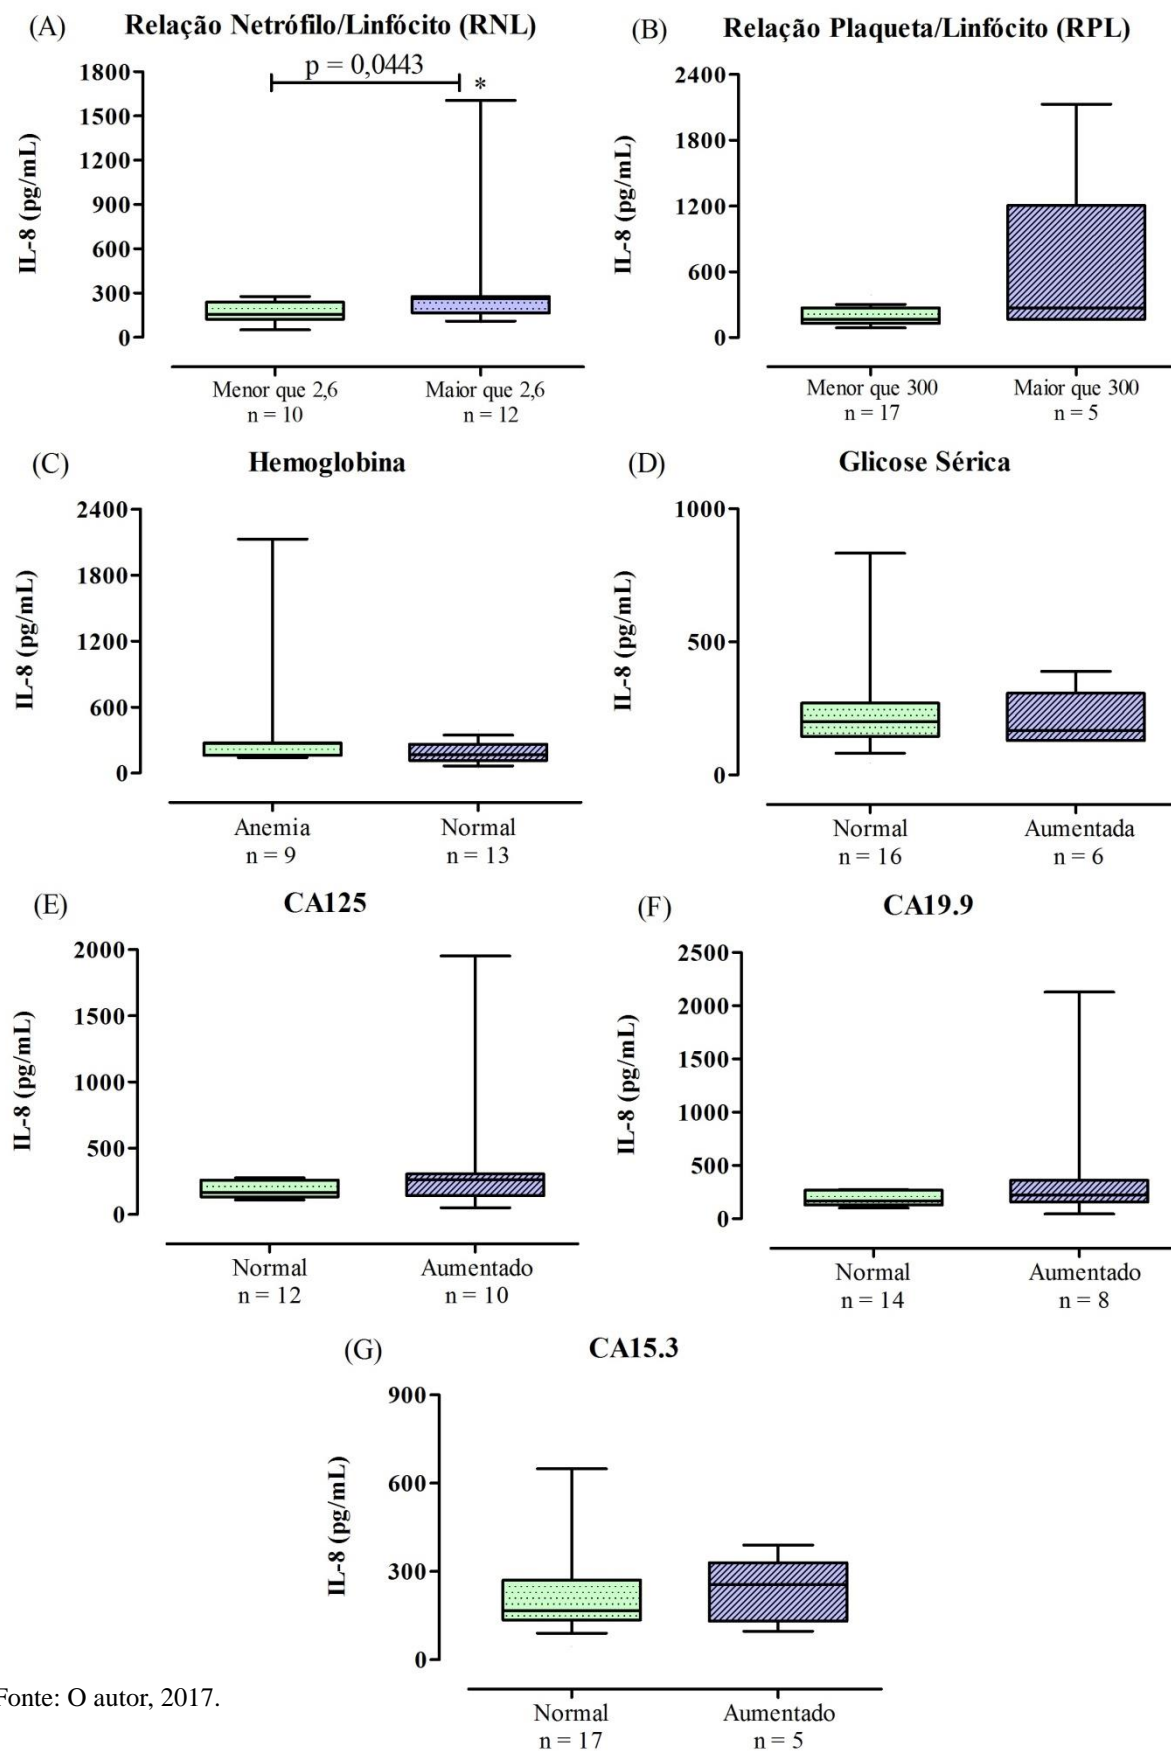 (A) Relação Netrófilo/Linfócito (RNL)
p = 0,0443
*
IL-8 (pg/mL)
1800
1500
1200
900
600
300
0
Menor que 2,6
n = 10
Maior que 2,6
n = 12
(B) Relação Plaqueta/Linfócito (RPL)
IL-8 (pg/mL)
2400
1800
1200
600
0
Menor que 300
n = 17
Maior que 300
n = 5
(C) Hemoglobina
IL-8 (pg/mL)
2400
1800
1200
600
0
Anemia
n = 9
Normal
n = 13
(D) Glicose Sérica
IL-8 (pg/mL)
1000
500
0
Normal
n = 16
Aumentada
n = 6
(E) CA125
IL-8 (pg/mL)
2000
1500
1000
500
0
Normal
n = 12
Aumentado
n = 10
(F) CA19.9
IL-8 (pg/mL)
2500
2000
1500
1000
500
0
Normal
n = 14
Aumentado
n = 8
(G) CA15.3
IL-8 (pg/mL)
900
600
300
0
Normal
n = 17
Aumentado
n = 5
Fonte: O autor, 2017.